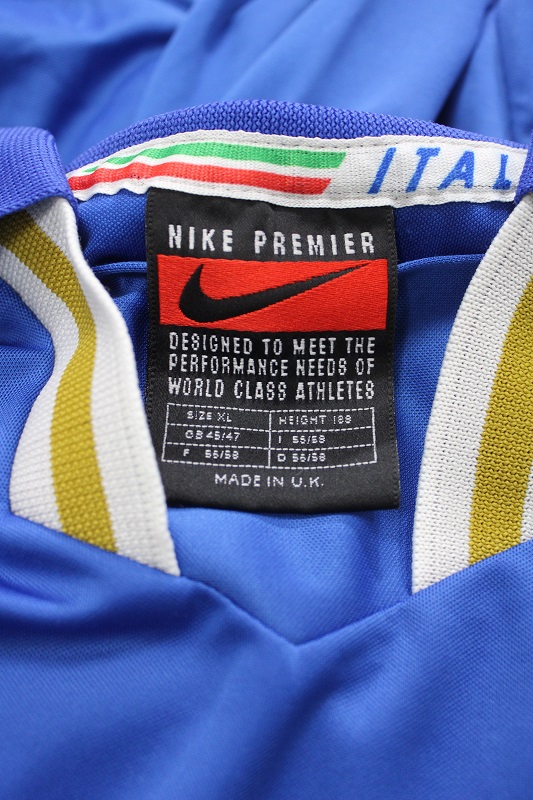 ITAL
NIKE PREMIER
DESIGNED TO MEET THE
PERFORMANCE NEEDS OF
WORLD CLASS ATHLETES
SIZE XL HEIGHT 188
GB 45/47 I 56/58
F 56/58 D 56/58
MADE IN U.K.